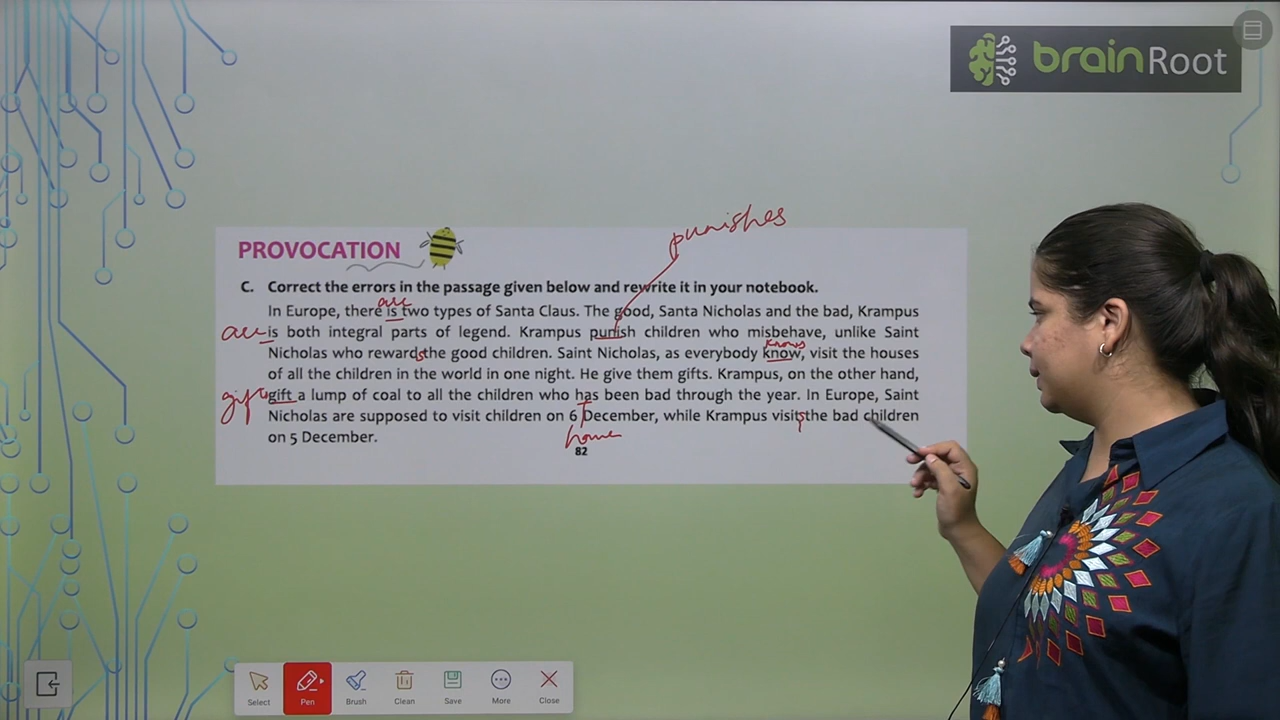 brainRoot
punishes
PROVOCATION
C. Correct the errors in the passage given below and rewrite it in your notebook.
are
In Europe, there is two types of Santa Claus. The good, Santa Nicholas and the bad, Krampus
are is both integral parts of legend. Krampus punish children who misbehave, unlike Saint
knows
Nicholas who rewards the good children. Saint Nicholas, as everybody know, visit the houses
of all the children in the world in one night. He give them gifts. Krampus, on the other hand,
gifts gift a lump of coal to all the children who has been bad through the year. In Europe, Saint
Nicholas are supposed to visit children on 6 December, while Krampus visits the bad children
have
on 5 December.
82
Select Pen Brush Clean Save More Close